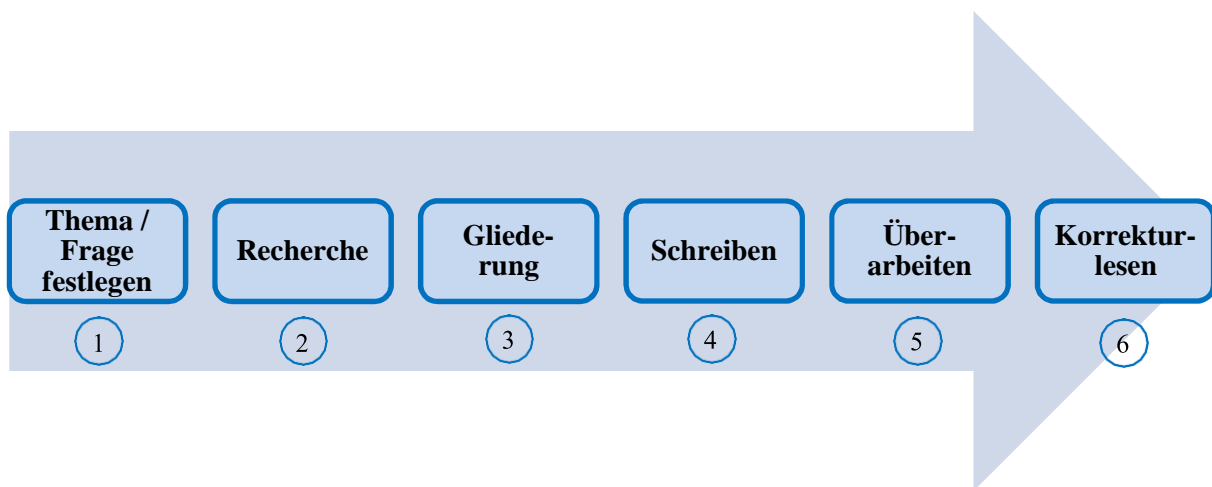 Thema /
Frage
festlegen
Recherche
Gliede-
rung
Schreiben
Über-
arbeiten
Korrektur-
lesen
1
2
3
4
5
6